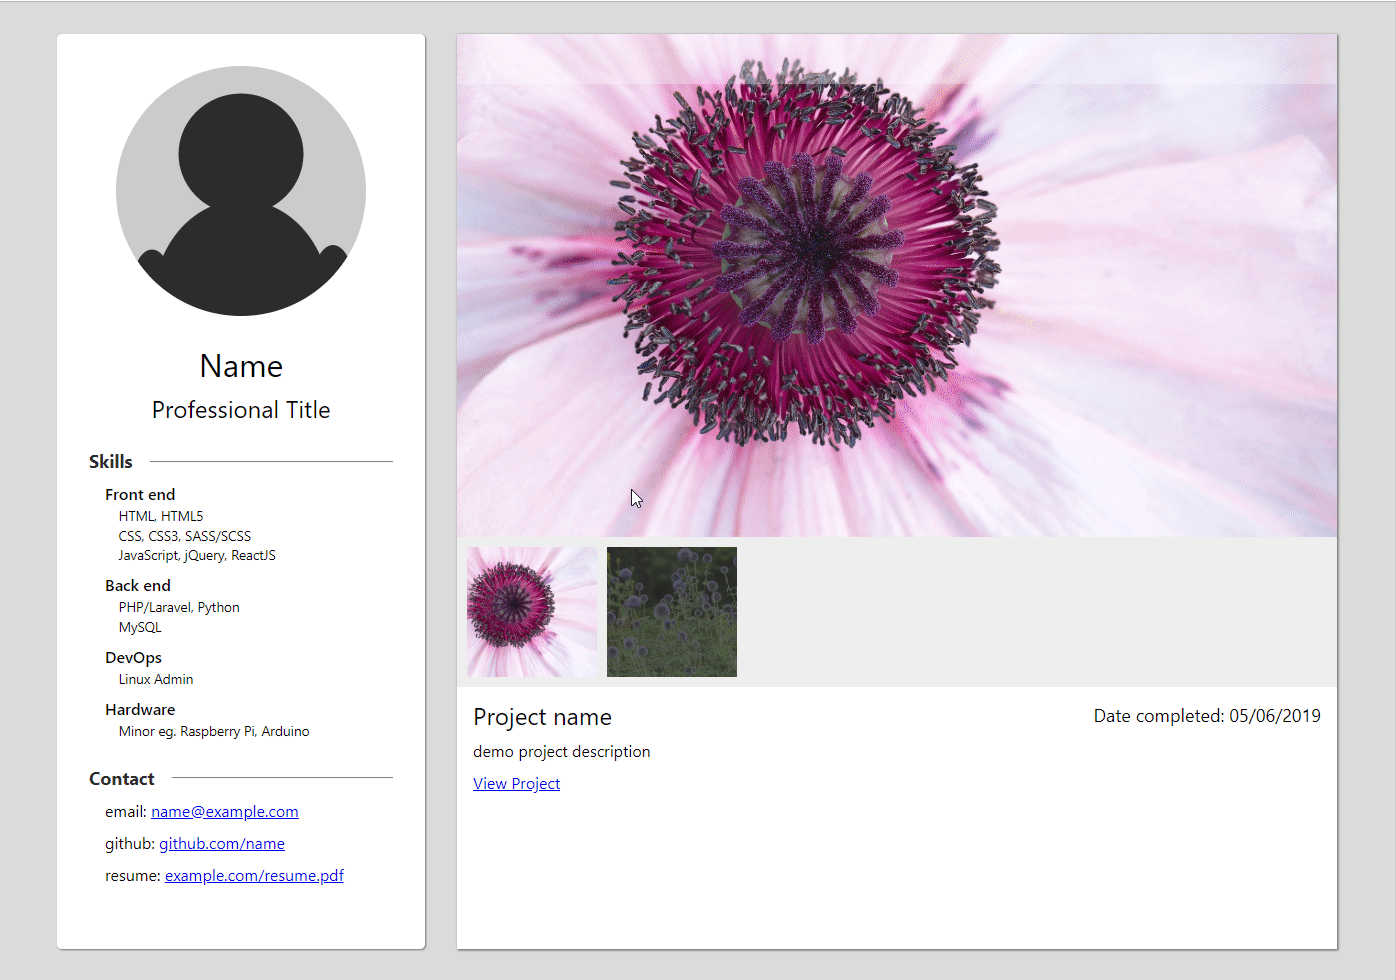 Name
Professional Title
Skills
Front end
HTML, HTML5
CSS, CSS3, SASS/SCSS
JavaScript, jQuery, ReactJS
Back end
PHP/Laravel, Python
MySQL
DevOps
Linux Admin
Hardware
Minor eg. Raspberry Pi, Arduino
Contact
email: name@example.com
github: github.com/name
resume: example.com/resume.pdf
Project name
Date completed: 05/06/2019
demo project description
View Project